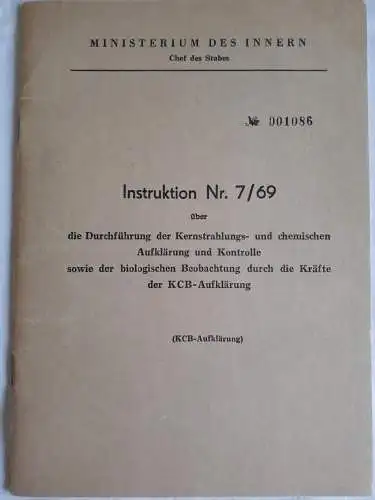 MINISTERIUM DES INNERN
Chef des Stabes
№ 001086
Instruktion Nr. 7/69
über
die Durchführung der Kernstrahlungs- und chemischen
Aufklärung und Kontrolle
sowie der biologischen Beobachtung durch die Kräfte
der KCB-Aufklärung
(KCB-Aufklärung)